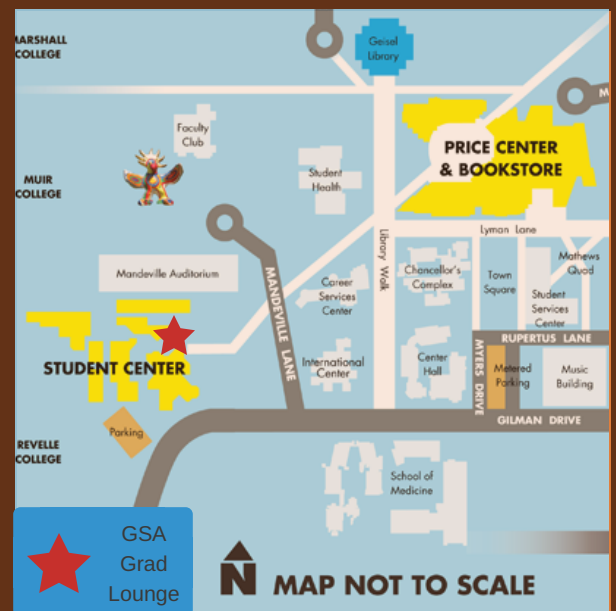 MARSHALL
COLLEGE
Geisel
Library
M
Faculty
Club
PRICE CENTER
& BOOKSTORE
MUIR
COLLEGE
Student
Health
Lyman Lane
Library Walk
Mandeville Auditorium
MANDEVILLE LANE
Career
Services
Center
Chancellor's
Complex
Town
Square
Mathews
Quad
Student
Services
Center
RUPERTUS LANE
STUDENT CENTER
International
Center
Center
Hall
MYERS DRIVE
Metered
Parking
Music
Building
GILMAN DRIVE
Parking
REVELLE
COLLEGE
School of
Medicine
GSA
Grad
Lounge
N
MAP NOT TO SCALE